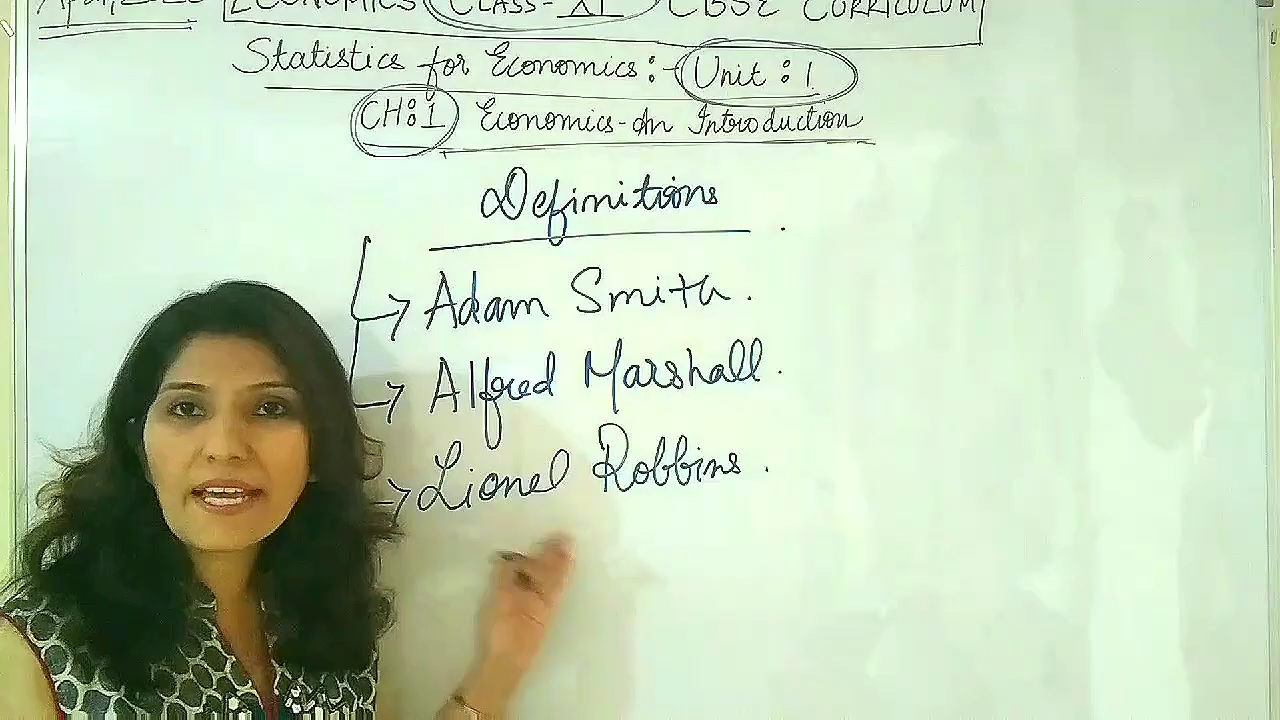 ECONOMICS CLASS-XI CBSE CURRICULUM
Statistics for Economics :- Unit : 1
CH:1 Economics-An Introduction
Definitions
→ Adam Smith.
→ Alfred Marshall.
→ Lionel Robbins.